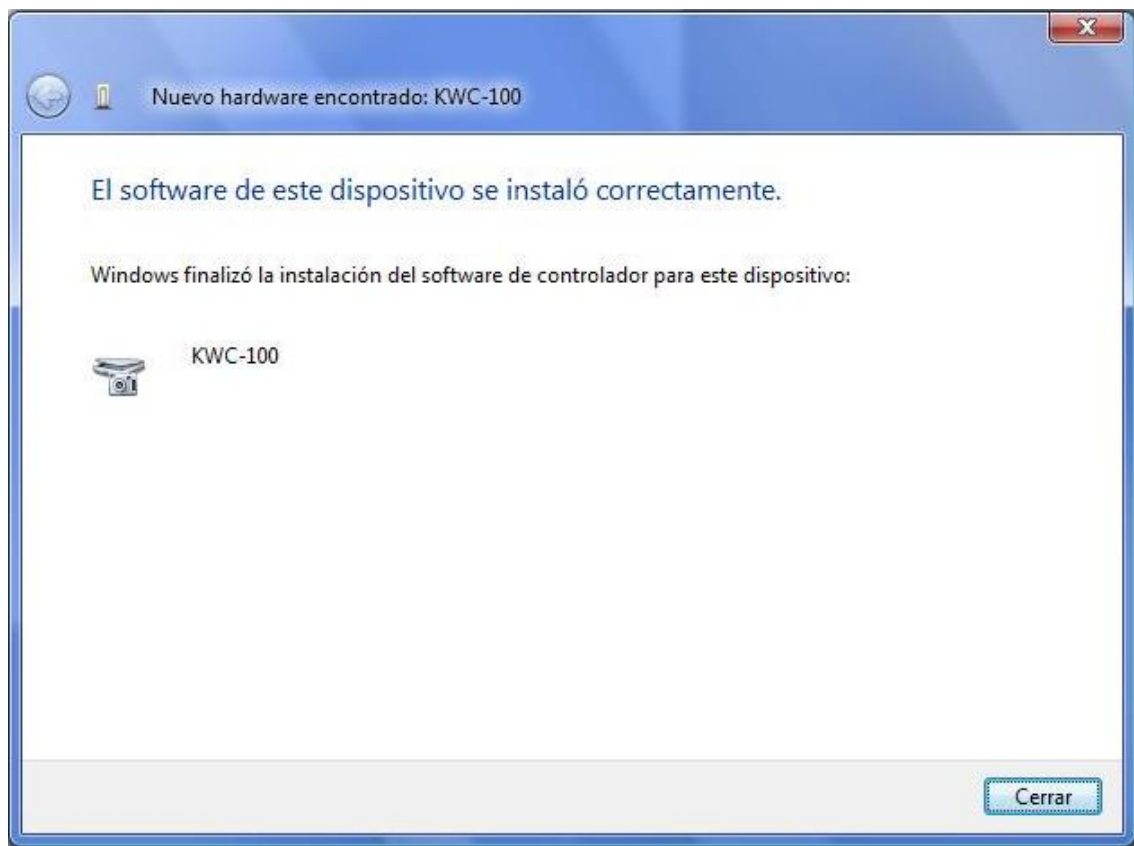 Nuevo hardware encontrado: KWC-100
El software de este dispositivo se instaló correctamente.
Windows finalizó la instalación del software de controlador para este dispositivo:
KWC-100
Cerrar